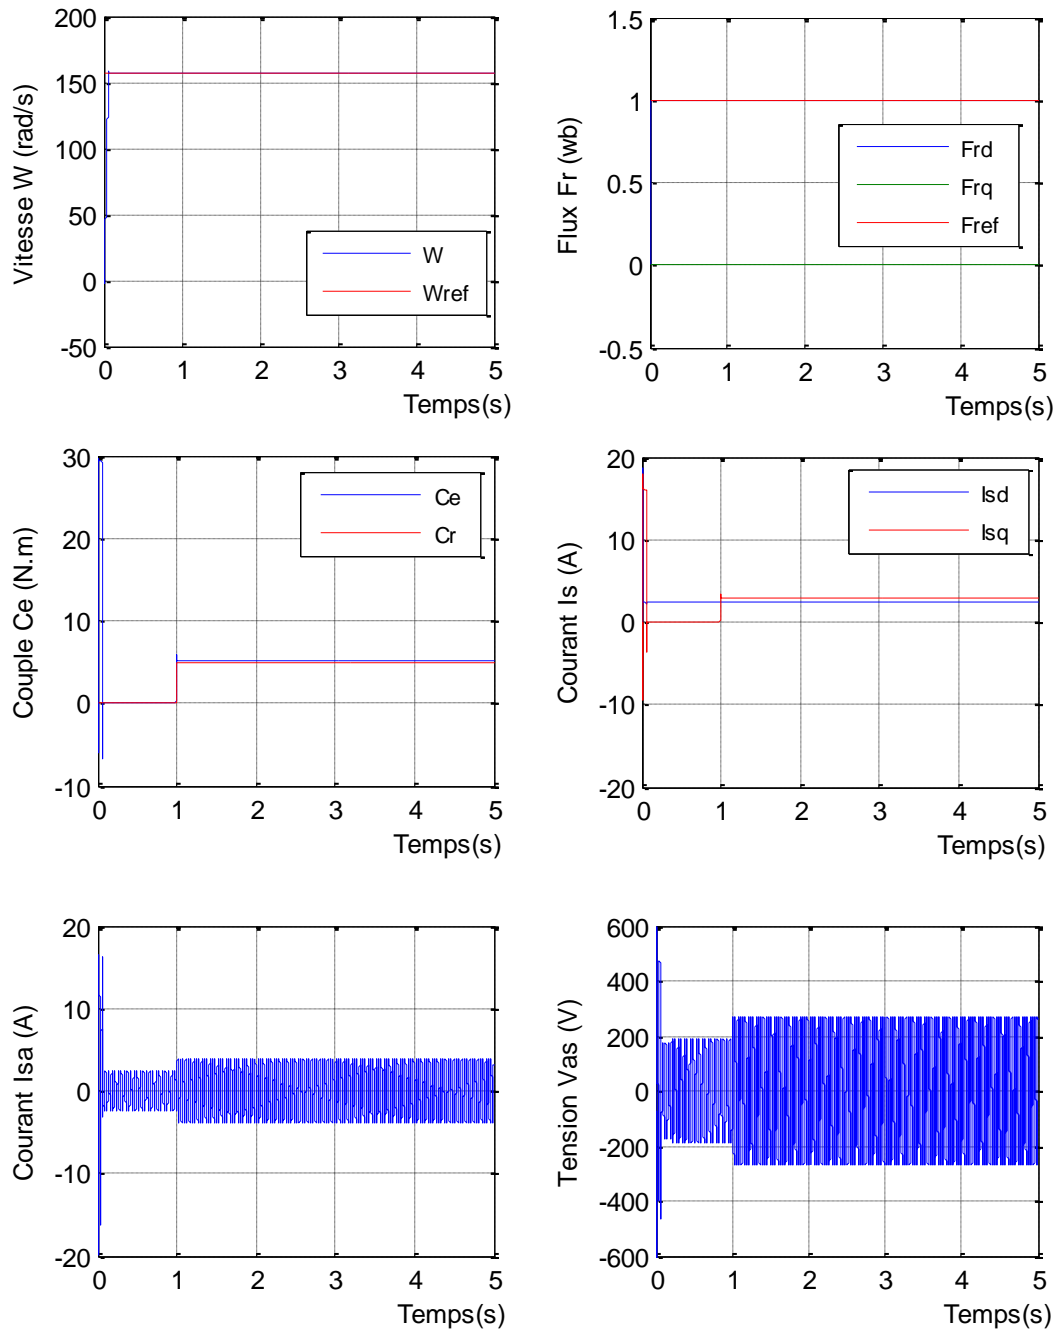 Vitesse W (rad/s)
200
150
100
50
0
-50
W
Wref
0 1 2 3 4 5
Temps(s)
Flux Fr (wb)
1.5
1
0.5
0
-0.5
Frd
Frq
Fref
0 1 2 3 4 5
Temps(s)
Couple Ce (N.m)
30
20
10
0
-10
Ce
Cr
0 1 2 3 4 5
Temps(s)
Courant Is (A)
20
10
0
-10
-20
Isd
Isq
0 1 2 3 4 5
Temps(s)
Courant Isa (A)
20
10
0
-10
-20
0 1 2 3 4 5
Temps(s)
Tension Vas (V)
600
400
200
0
-200
-400
-600
0 1 2 3 4 5
Temps(s)